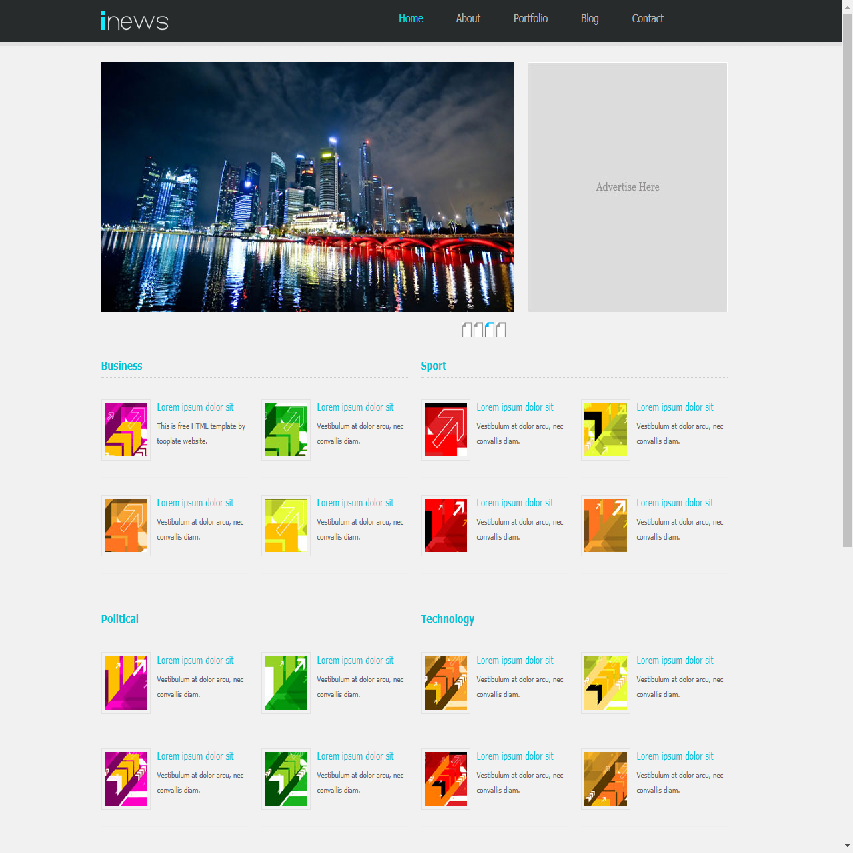 inews
Home About Portfolio Blog Contact
Advertise Here
Business
Lorem ipsum dolor sit
This is free HTML template by
tooplate website.
Lorem ipsum dolor sit
Vestibulum at dolor arcu, nec
convallis diam.
Lorem ipsum dolor sit
Vestibulum at dolor arcu, nec
convallis diam.
Lorem ipsum dolor sit
Vestibulum at dolor arcu, nec
convallis diam.
Sport
Lorem ipsum dolor sit
Vestibulum at dolor arcu, nec
convallis diam.
Lorem ipsum dolor sit
Vestibulum at dolor arcu, nec
convallis diam.
Lorem ipsum dolor sit
Vestibulum at dolor arcu, nec
convallis diam.
Lorem ipsum dolor sit
Vestibulum at dolor arcu, nec
convallis diam.
Political
Lorem ipsum dolor sit
Vestibulum at dolor arcu, nec
convallis diam.
Lorem ipsum dolor sit
Vestibulum at dolor arcu, nec
convallis diam.
Lorem ipsum dolor sit
Vestibulum at dolor arcu, nec
convallis diam.
Lorem ipsum dolor sit
Vestibulum at dolor arcu, nec
convallis diam.
Technology
Lorem ipsum dolor sit
Vestibulum at dolor arcu, nec
convallis diam.
Lorem ipsum dolor sit
Vestibulum at dolor arcu, nec
convallis diam.
Lorem ipsum dolor sit
Vestibulum at dolor arcu, nec
convallis diam.
Lorem ipsum dolor sit
Vestibulum at dolor arcu, nec
convallis diam.